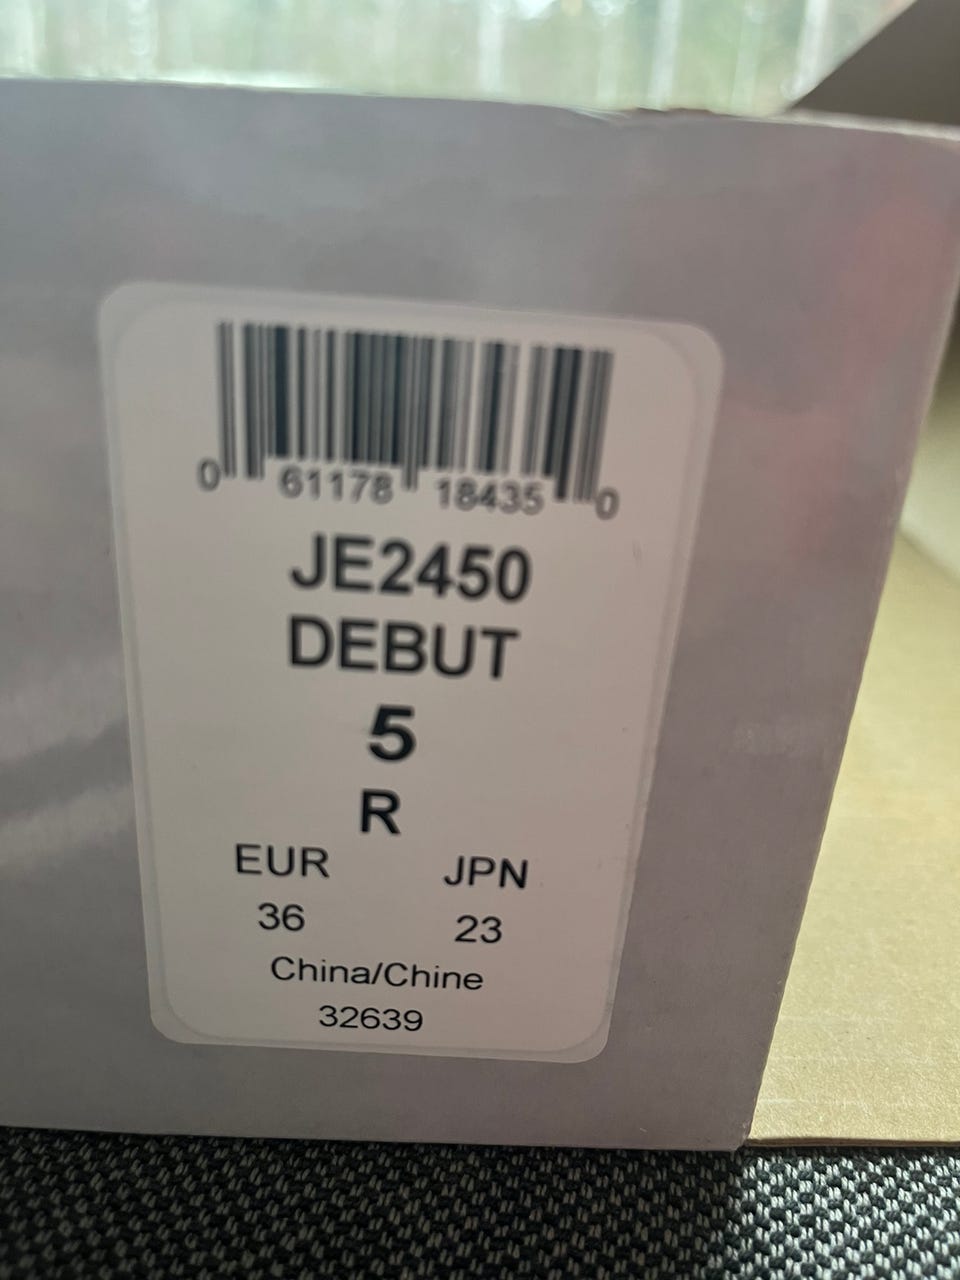 0 61178 18435 0
JE2450
DEBUT
5
R
EUR JPN
36 23
China/Chine
32639